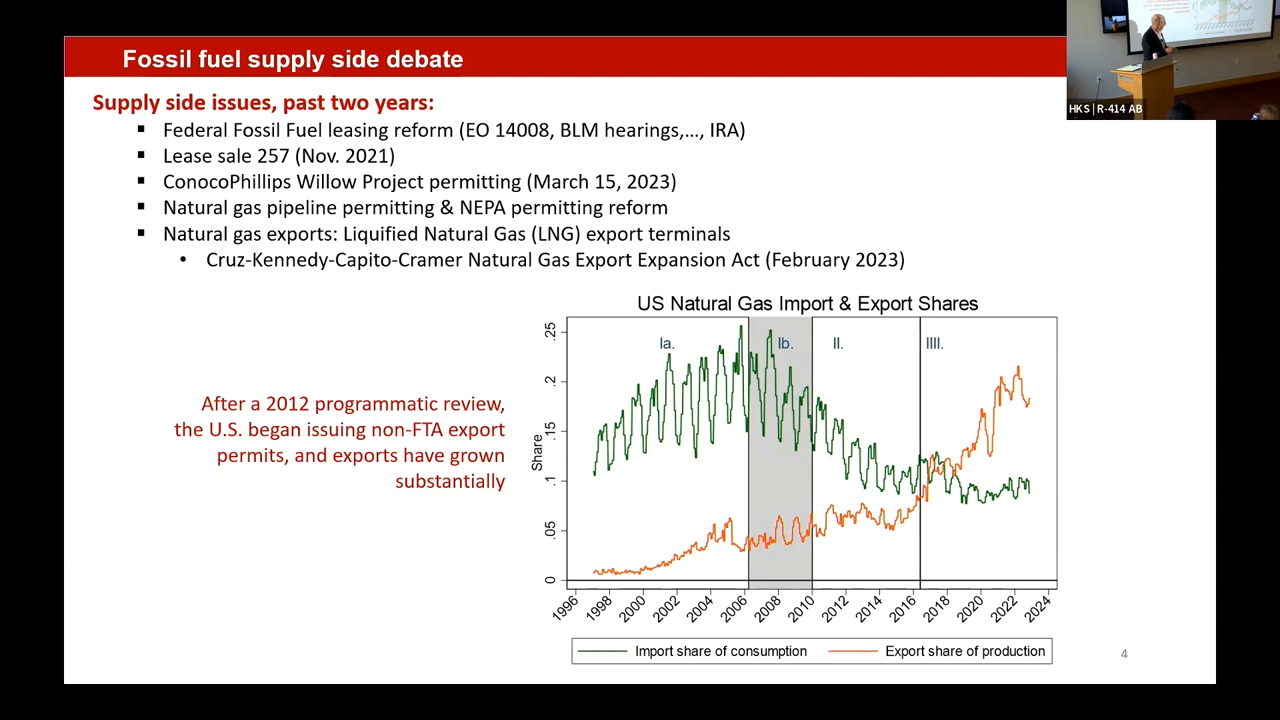 Fossil fuel supply side debate
HKS | R-414 AB
Supply side issues, past two years:
▪ Federal Fossil Fuel leasing reform (EO 14008, BLM hearings,..., IRA)
▪ Lease sale 257 (Nov. 2021)
▪ ConocoPhillips Willow Project permitting (March 15, 2023)
▪ Natural gas pipeline permitting & NEPA permitting reform
▪ Natural gas exports: Liquified Natural Gas (LNG) export terminals
• Cruz-Kennedy-Capito-Cramer Natural Gas Export Expansion Act (February 2023)
After a 2012 programmatic review,
the U.S. began issuing non-FTA export
permits, and exports have grown
substantially
US Natural Gas Import & Export Shares
Ia. Ib. II. IIII.
Share
.25
.2
.15
.1
.05
0
1996 1998 2000 2002 2004 2006 2008 2010 2012 2014 2016 2018 2020 2022 2024
Import share of consumption Export share of production
4